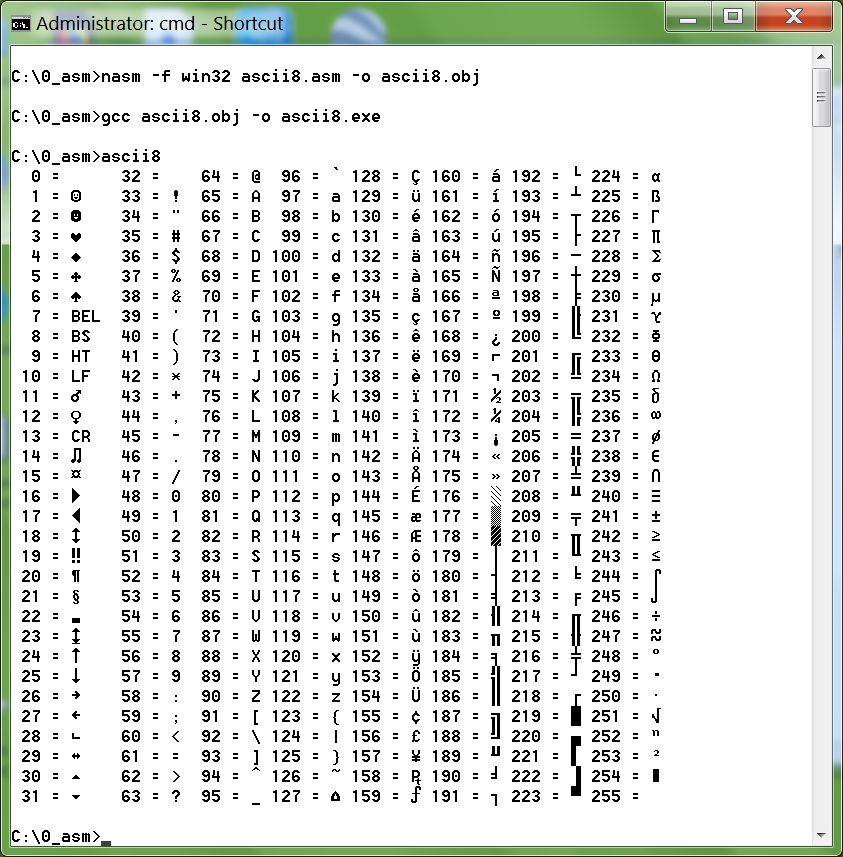 Administrator: cmd - Shortcut
C:\0_asm>nasm -f win32 ascii8.asm -o ascii8.obj
C:\0_asm>gcc ascii8.obj -o ascii8.exe
C:\0_asm>ascii8
0 =      32 =     64 = @  96 = ` 128 = Ç 160 = á 192 = └ 224 = α
1 = ☺    33 = !   65 = A  97 = a 129 = ü 161 = í 193 = ┴ 225 = ß
2 = ☻    34 = "   66 = B  98 = b 130 = é 162 = ó 194 = ┬ 226 = Γ
3 = ♥    35 = #   67 = C  99 = c 131 = â 163 = ú 195 = ├ 227 = π
4 = ♦    36 = $   68 = D 100 = d 132 = ä 164 = ñ 196 = ─ 228 = Σ
5 = ♣    37 = %   69 = E 101 = e 133 = à 165 = Ñ 197 = ┼ 229 = σ
6 = ♠    38 = &   70 = F 102 = f 134 = å 166 = ª 198 = ╞ 230 = µ
7 = BEL  39 = '   71 = G 103 = g 135 = ç 167 = º 199 = ╟ 231 = ϒ
8 = BS   40 = (   72 = H 104 = h 136 = ê 168 = ¿ 200 = ╚ 232 = Φ
9 = HT   41 = )   73 = I 105 = i 137 = ë 169 = ⌐ 201 = ╔ 233 = θ
10 = LF   42 = *   74 = J 106 = j 138 = è 170 = ¬ 202 = ╩ 234 = Ω
11 = ♂    43 = +   75 = K 107 = k 139 = ï 171 = ½ 203 = ╦ 235 = δ
12 = ♀    44 = ,   76 = L 108 = l 140 = î 172 = ¼ 204 = ╠ 236 = ∞
13 = CR   45 = -   77 = M 109 = m 141 = ì 173 = ¡ 205 = ═ 237 = ø
14 = ♫    46 = .   78 = N 110 = n 142 = Ä 174 = « 206 = ╬ 238 = ∈
15 = ¤    47 = /   79 = O 111 = o 143 = Å 175 = » 207 = ╧ 239 = ∩
16 = ►    48 = 0   80 = P 112 = p 144 = É 176 = ░ 208 = ╨ 240 = Ξ
17 = ◄    49 = 1   81 = Q 113 = q 145 = æ 177 = ▒ 209 = ╤ 241 = ±
18 = ↕    50 = 2   82 = R 114 = r 146 = Æ 178 = ▓ 210 = ╥ 242 = ≥
19 = ‼    51 = 3   83 = S 115 = s 147 = ô 179 = │ 211 = ╙ 243 = ≤
20 = ¶    52 = 4   84 = T 116 = t 148 = ö 180 = ┤ 212 = ╘ 244 = ⌠
21 = §    53 = 5   85 = U 117 = u 149 = ò 181 = ╡ 213 = ╒ 245 = ⌡
22 = ▬    54 = 6   86 = V 118 = v 150 = û 182 = ╢ 214 = ╓ 246 = ÷
23 = ↨    55 = 7   87 = W 119 = w 151 = ù 183 = ╖ 215 = ╫ 247 = ≈
24 = ↑    56 = 8   88 = X 120 = x 152 = ÿ 184 = ╕ 216 = ╪ 248 = °
25 = ↓    57 = 9   89 = Y 121 = y 153 = Ö 185 = ╣ 217 = ┘ 249 = ∙
26 = →    58 = :   90 = Z 122 = z 154 = Ü 186 = ║ 218 = ┌ 250 = ·
27 = ←    59 = ;   91 = [ 123 = { 155 = ¢ 187 = ╗ 219 = █ 251 = √
28 = ∟    60 = <   92 = \ 124 = | 156 = £ 188 = ╝ 220 = ▄ 252 = ⁿ
29 = ↔    61 = =   93 = ] 125 = } 157 = ¥ 189 = ╜ 221 = ▌ 253 = ²
30 = ▲    62 = >   94 = ^ 126 = ~ 158 = ₧ 190 = ╛ 222 = ▐ 254 = ■
31 = ▼    63 = ?   95 = _ 127 = ⌂ 159 = ƒ 191 = ┐ 223 = ▀ 255 =
C:\0_asm>_